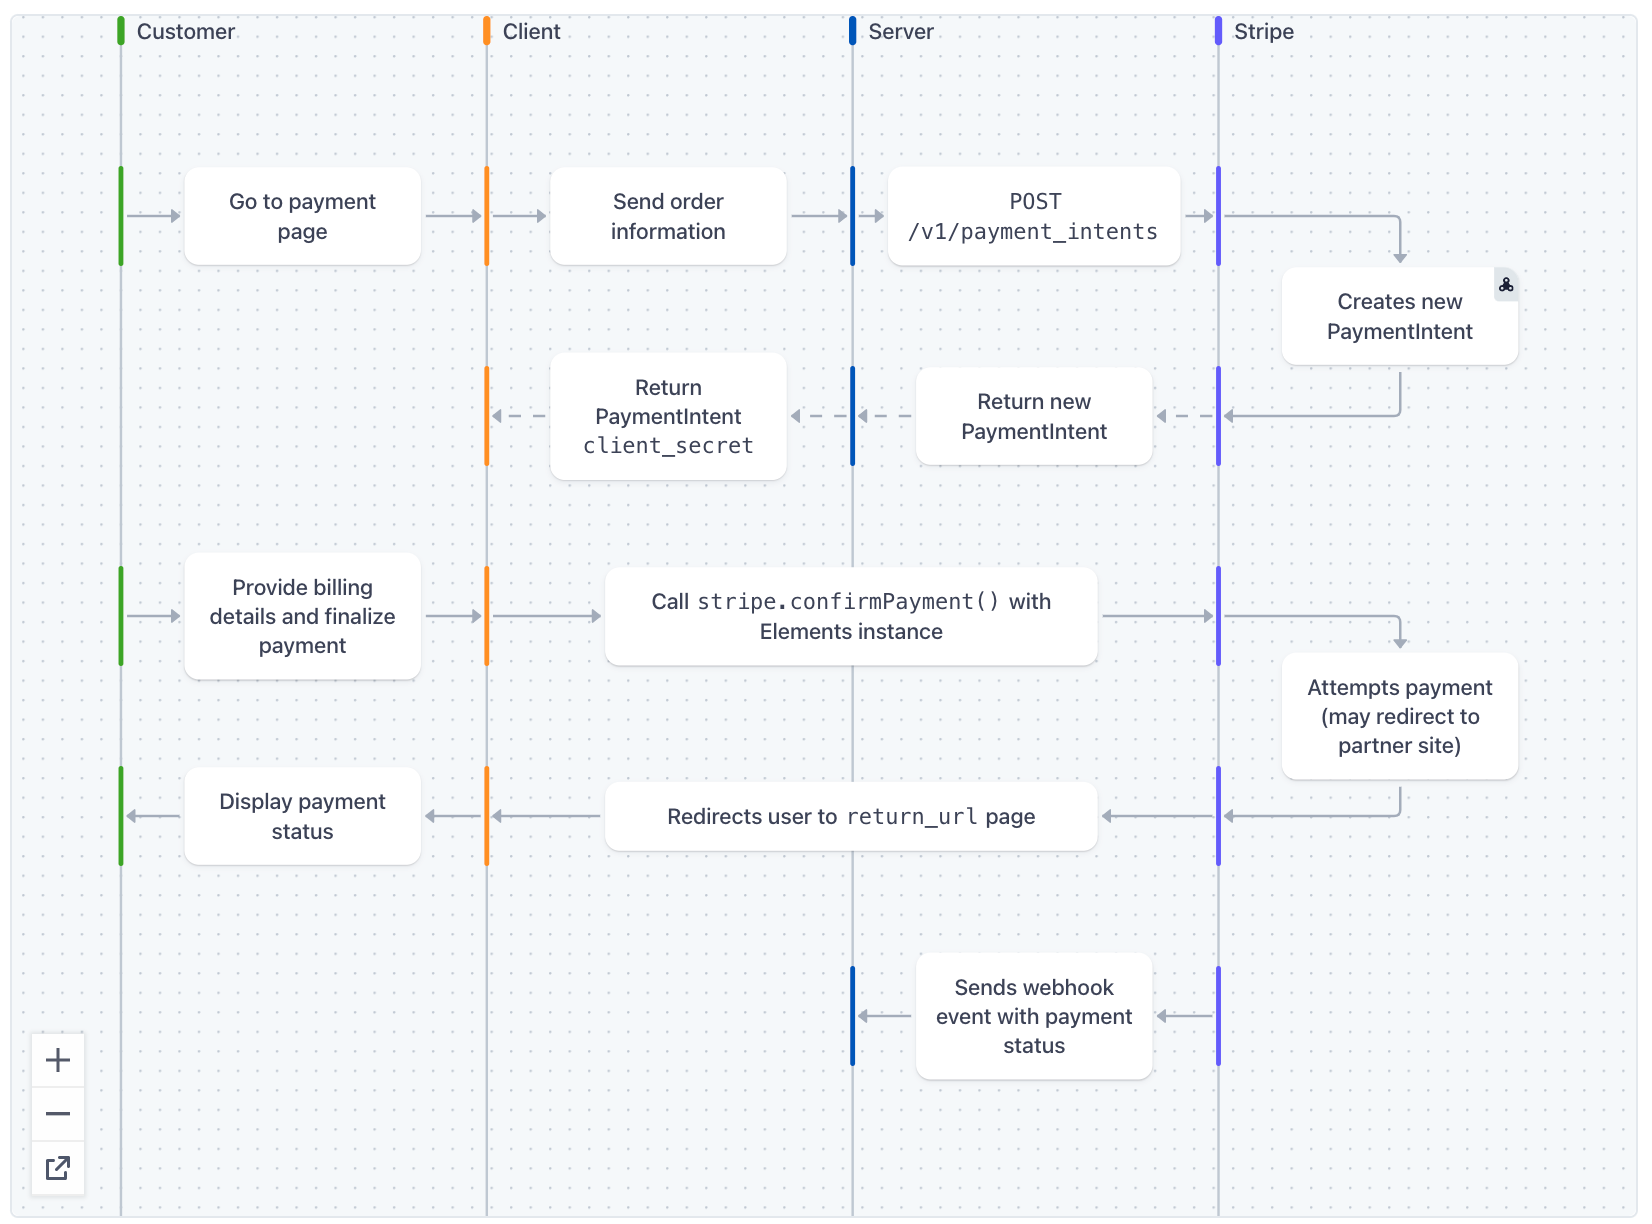 Customer
Client
Server
Stripe
Go to payment
page
Send order
information
POST
/v1/payment_intents
Creates new
PaymentIntent
Return
PaymentIntent
client_secret
Return new
PaymentIntent
Provide billing
details and finalize
payment
Call stripe.confirmPayment() with
Elements instance
Attempts payment
(may redirect to
partner site)
Display payment
status
Redirects user to return_url page
Sends webhook
event with payment
status